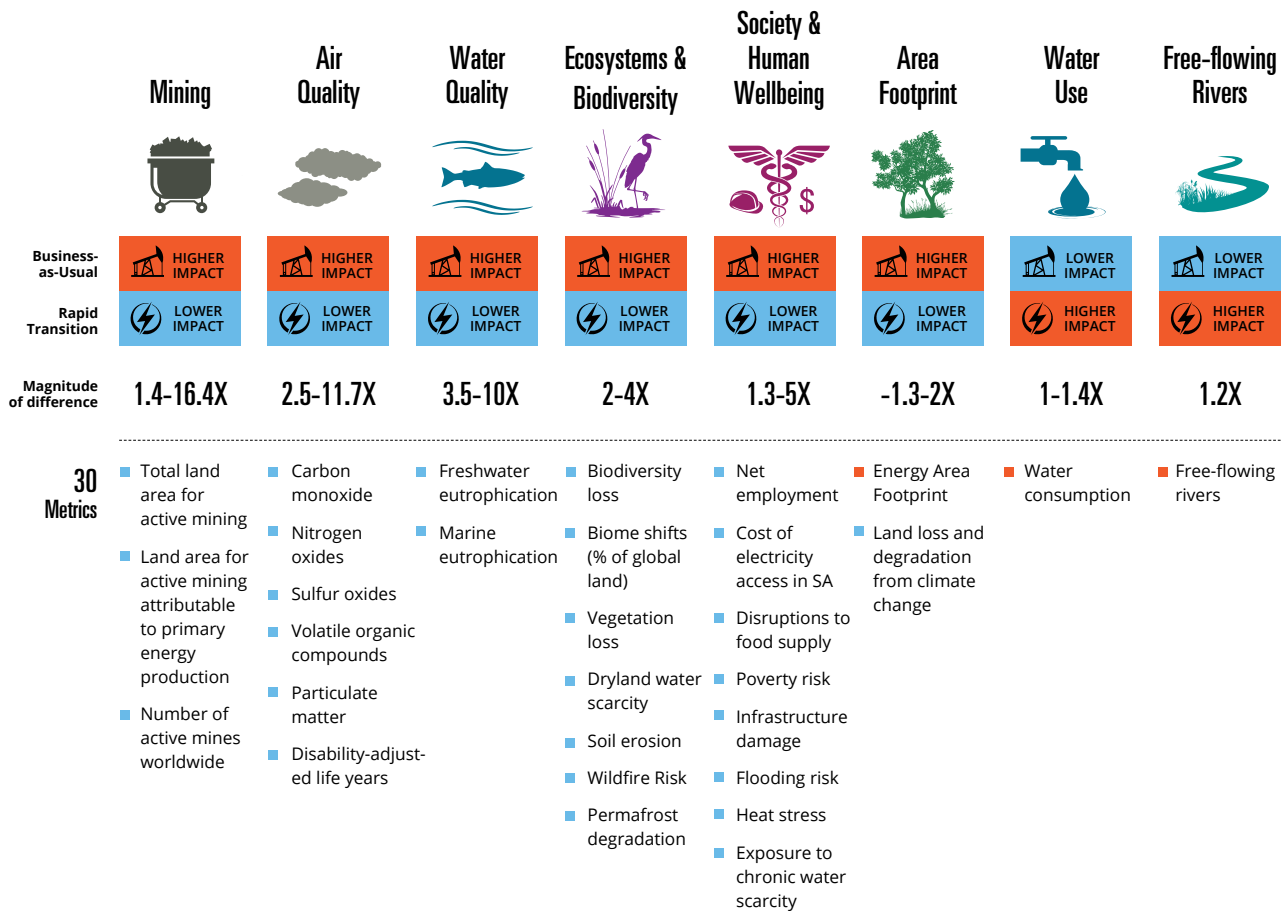 Mining
Air
Quality
Water
Quality
Ecosystems &
Biodiversity
Society &
Human
Wellbeing
Area
Footprint
Water
Use
Free-flowing
Rivers
Business-
as-Usual
HIGHER
IMPACT
HIGHER
IMPACT
HIGHER
IMPACT
HIGHER
IMPACT
HIGHER
IMPACT
HIGHER
IMPACT
LOWER
IMPACT
LOWER
IMPACT
Rapid
Transition
LOWER
IMPACT
LOWER
IMPACT
LOWER
IMPACT
LOWER
IMPACT
LOWER
IMPACT
LOWER
IMPACT
HIGHER
IMPACT
HIGHER
IMPACT
Magnitude
of difference
1.4-16.4X
2.5-11.7X
3.5-10X
2-4X
1.3-5X
-1.3-2X
1-1.4X
1.2X
30
Metrics
Total land
area for
active mining
Land area for
active mining
attributable
to primary
energy
production
Number of
active mines
worldwide
Carbon
monoxide
Nitrogen
oxides
Sulfur oxides
Volatile organic
compounds
Particulate
matter
Disability-adjust-
ed life years
Freshwater
eutrophication
Marine
eutrophication
Biodiversity
loss
Biome shifts
(% of global
land)
Vegetation
loss
Dryland water
scarcity
Soil erosion
Wildfire Risk
Permafrost
degradation
Net
employment
Cost of
electricity
access in SA
Disruptions to
food supply
Poverty risk
Infrastructure
damage
Flooding risk
Heat stress
Exposure to
chronic water
scarcity
Energy Area
Footprint
Land loss and
degradation
from climate
change
Water
consumption
Free-flowing
rivers
$